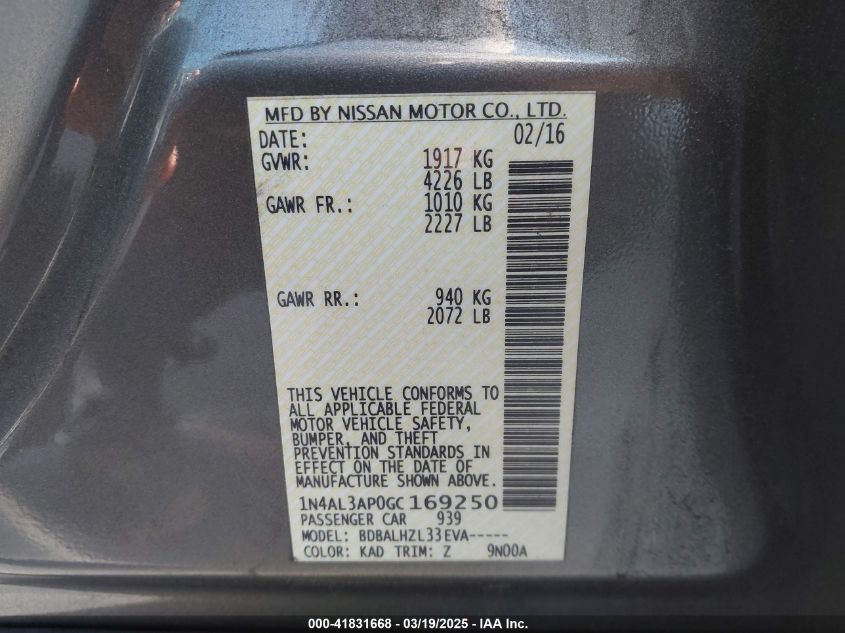 MFD BY NISSAN MOTOR CO., LTD.
DATE: 02/16
GVWR: 1917 KG
4226 LB
GAWR FR.: 1010 KG
2227 LB
GAWR RR.: 940 KG
2072 LB
THIS VEHICLE CONFORMS TO
ALL APPLICABLE FEDERAL
MOTOR VEHICLE SAFETY,
BUMPER, AND THEFT
PREVENTION STANDARDS IN
EFFECT ON THE DATE OF
MANUFACTURE SHOWN ABOVE.
1N4AL3AP0GC169250
PASSENGER CAR 939
MODEL: BDBALHZL33EVA-----
COLOR: KAD TRIM: Z 9N00A
000-41831668 - 03/19/2025 - IAA Inc.